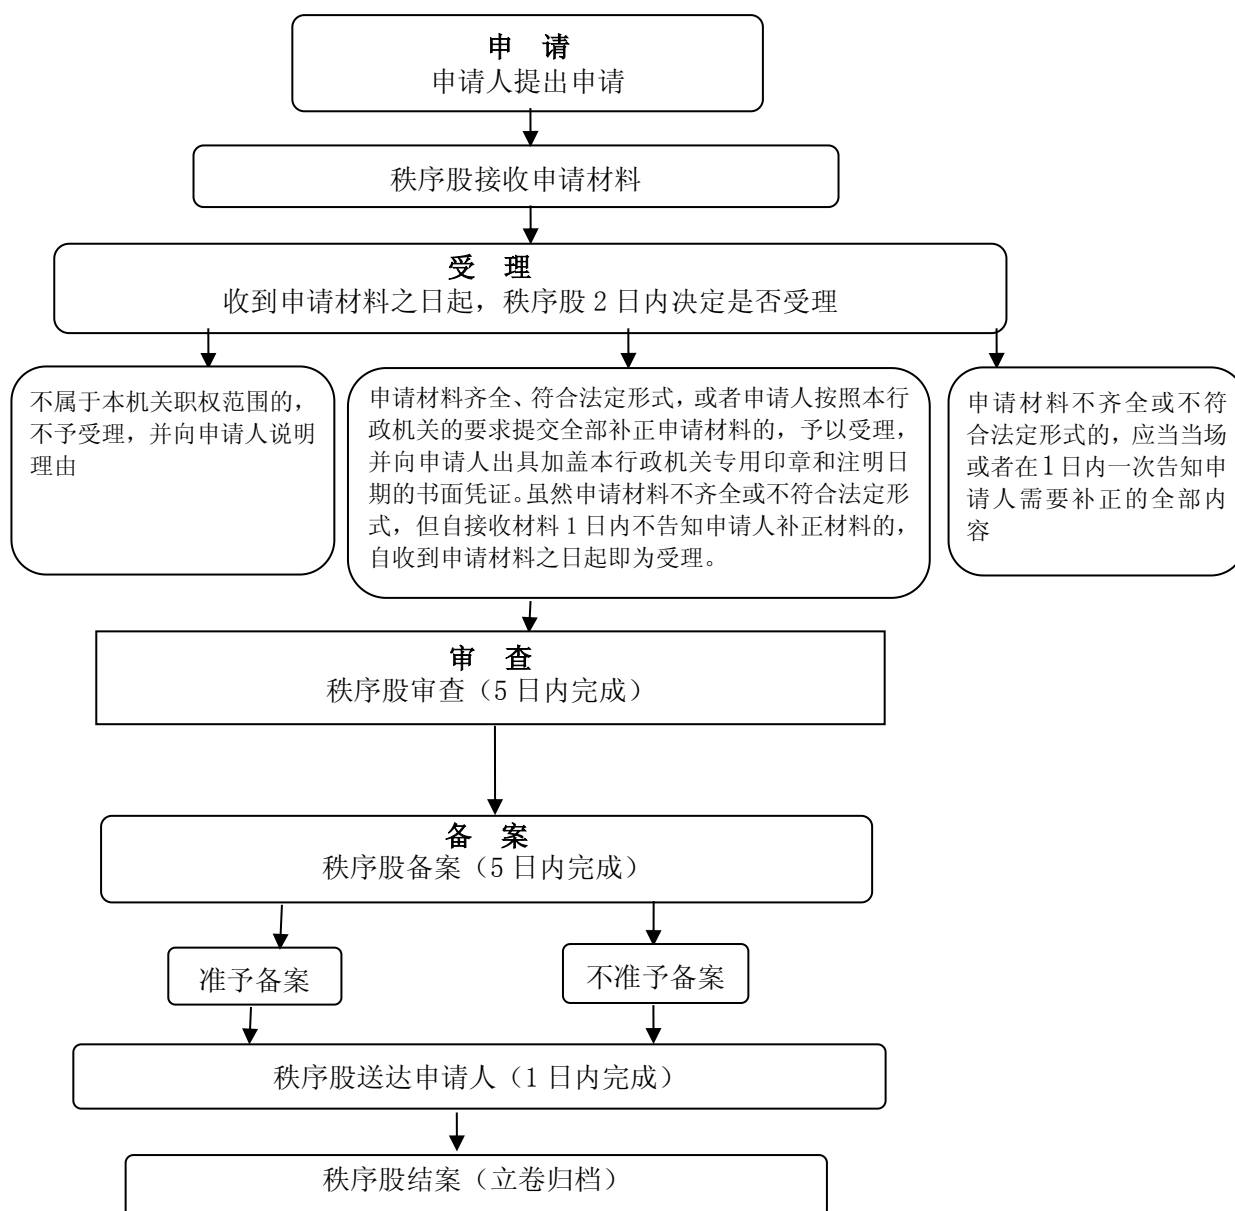 申 请
申请人提出申请
秩序股接收申请材料
受 理
收到申请材料之日起，秩序股 2 日内决定是否受理
不属于本机关职权范围的，
不予受理，并向申请人说明
理由
申请材料齐全、符合法定形式，或者申请人按照本行
政机关的要求提交全部补正申请材料的，予以受理，
并向申请人出具加盖本行政机关专用印章和注明日
期的书面凭证。虽然申请材料不齐全或不符合法定形
式，但自接收材料 1 日内不告知申请人补正材料的，
自收到申请材料之日起即为受理。
申请材料不齐全或不符
合法定形式的，应当当场
或者在 1 日内一次告知申
请人需要补正的全部内
容
审 查
秩序股审查（5 日内完成）
备 案
秩序股备案（5 日内完成）
准予备案
不准予备案
秩序股送达申请人（1 日内完成）
秩序股结案（立卷归档）